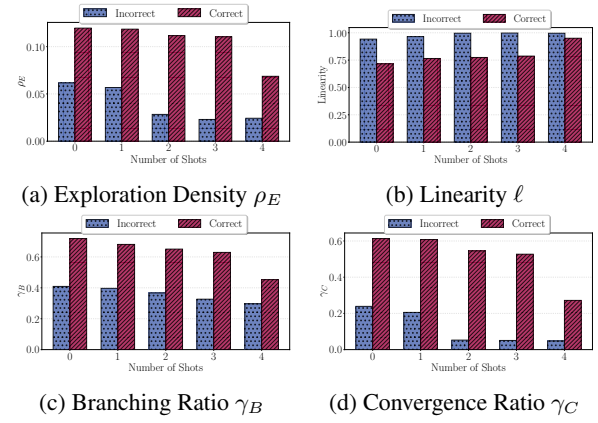 Incorrect Correct
0.10
0.05
0.00
ρE
0 1 2 3 4
Number of Shots
(a) Exploration Density ρE
Incorrect Correct
1.00
0.75
0.50
0.25
0.00
Linearity
0 1 2 3 4
Number of Shots
(b) Linearity ℓ
Incorrect Correct
0.6
0.4
0.2
0.0
γB
0 1 2 3 4
Number of Shots
(c) Branching Ratio γB
Incorrect Correct
0.6
0.4
0.2
0.0
γC
0 1 2 3 4
Number of Shots
(d) Convergence Ratio γC